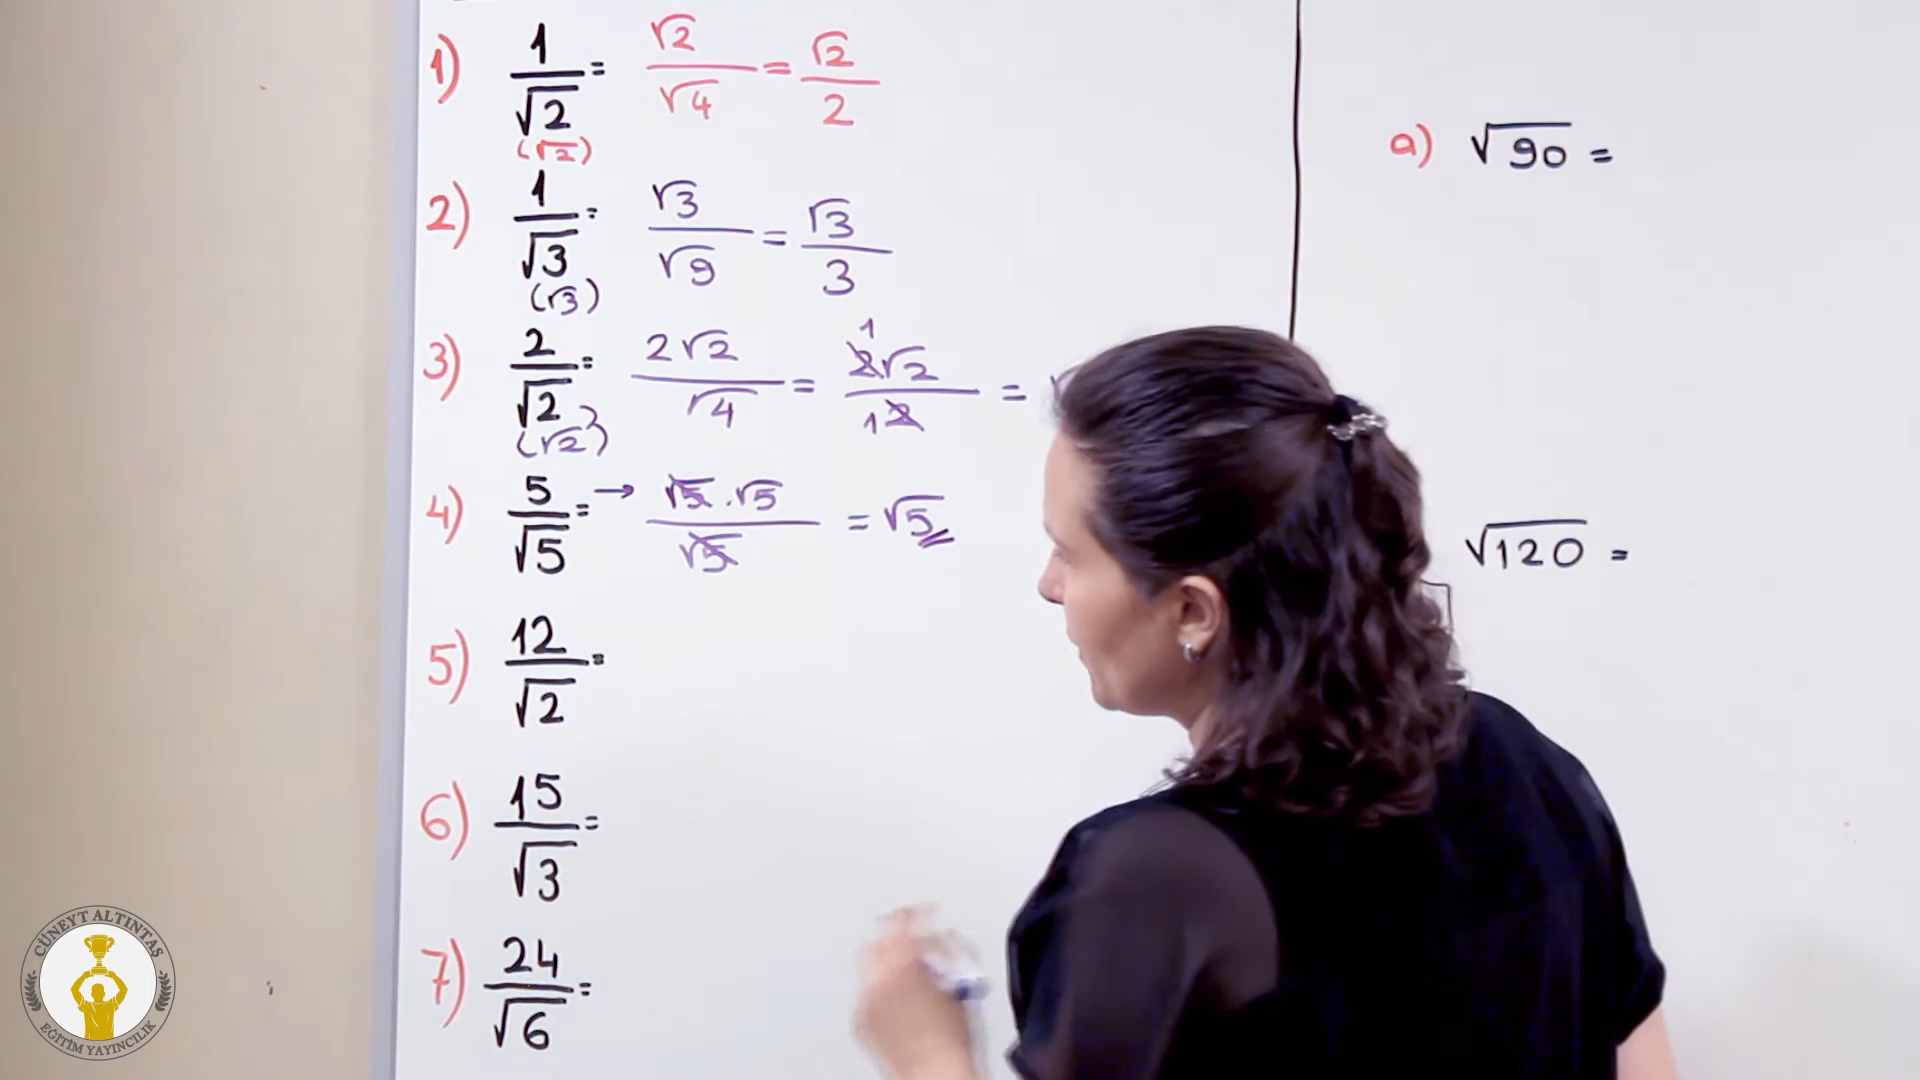 1) 1/√2 = √2/√4 = √2/2
(√2)
2) 1/√3 = √3/√9 = √3/3
(√3)
3) 2/√2 = 2√2/√4 = 2√2/2 =
1
1
(√2)
4) 5/√5 = → √5.√5/√5 = √5
5) 12/√2 =
6) 15/√3 =
7) 24/√6 =
a) √90 =
√120 =
CÜNEYT ALTINTAŞ
EĞİTİM YAYINCILIK